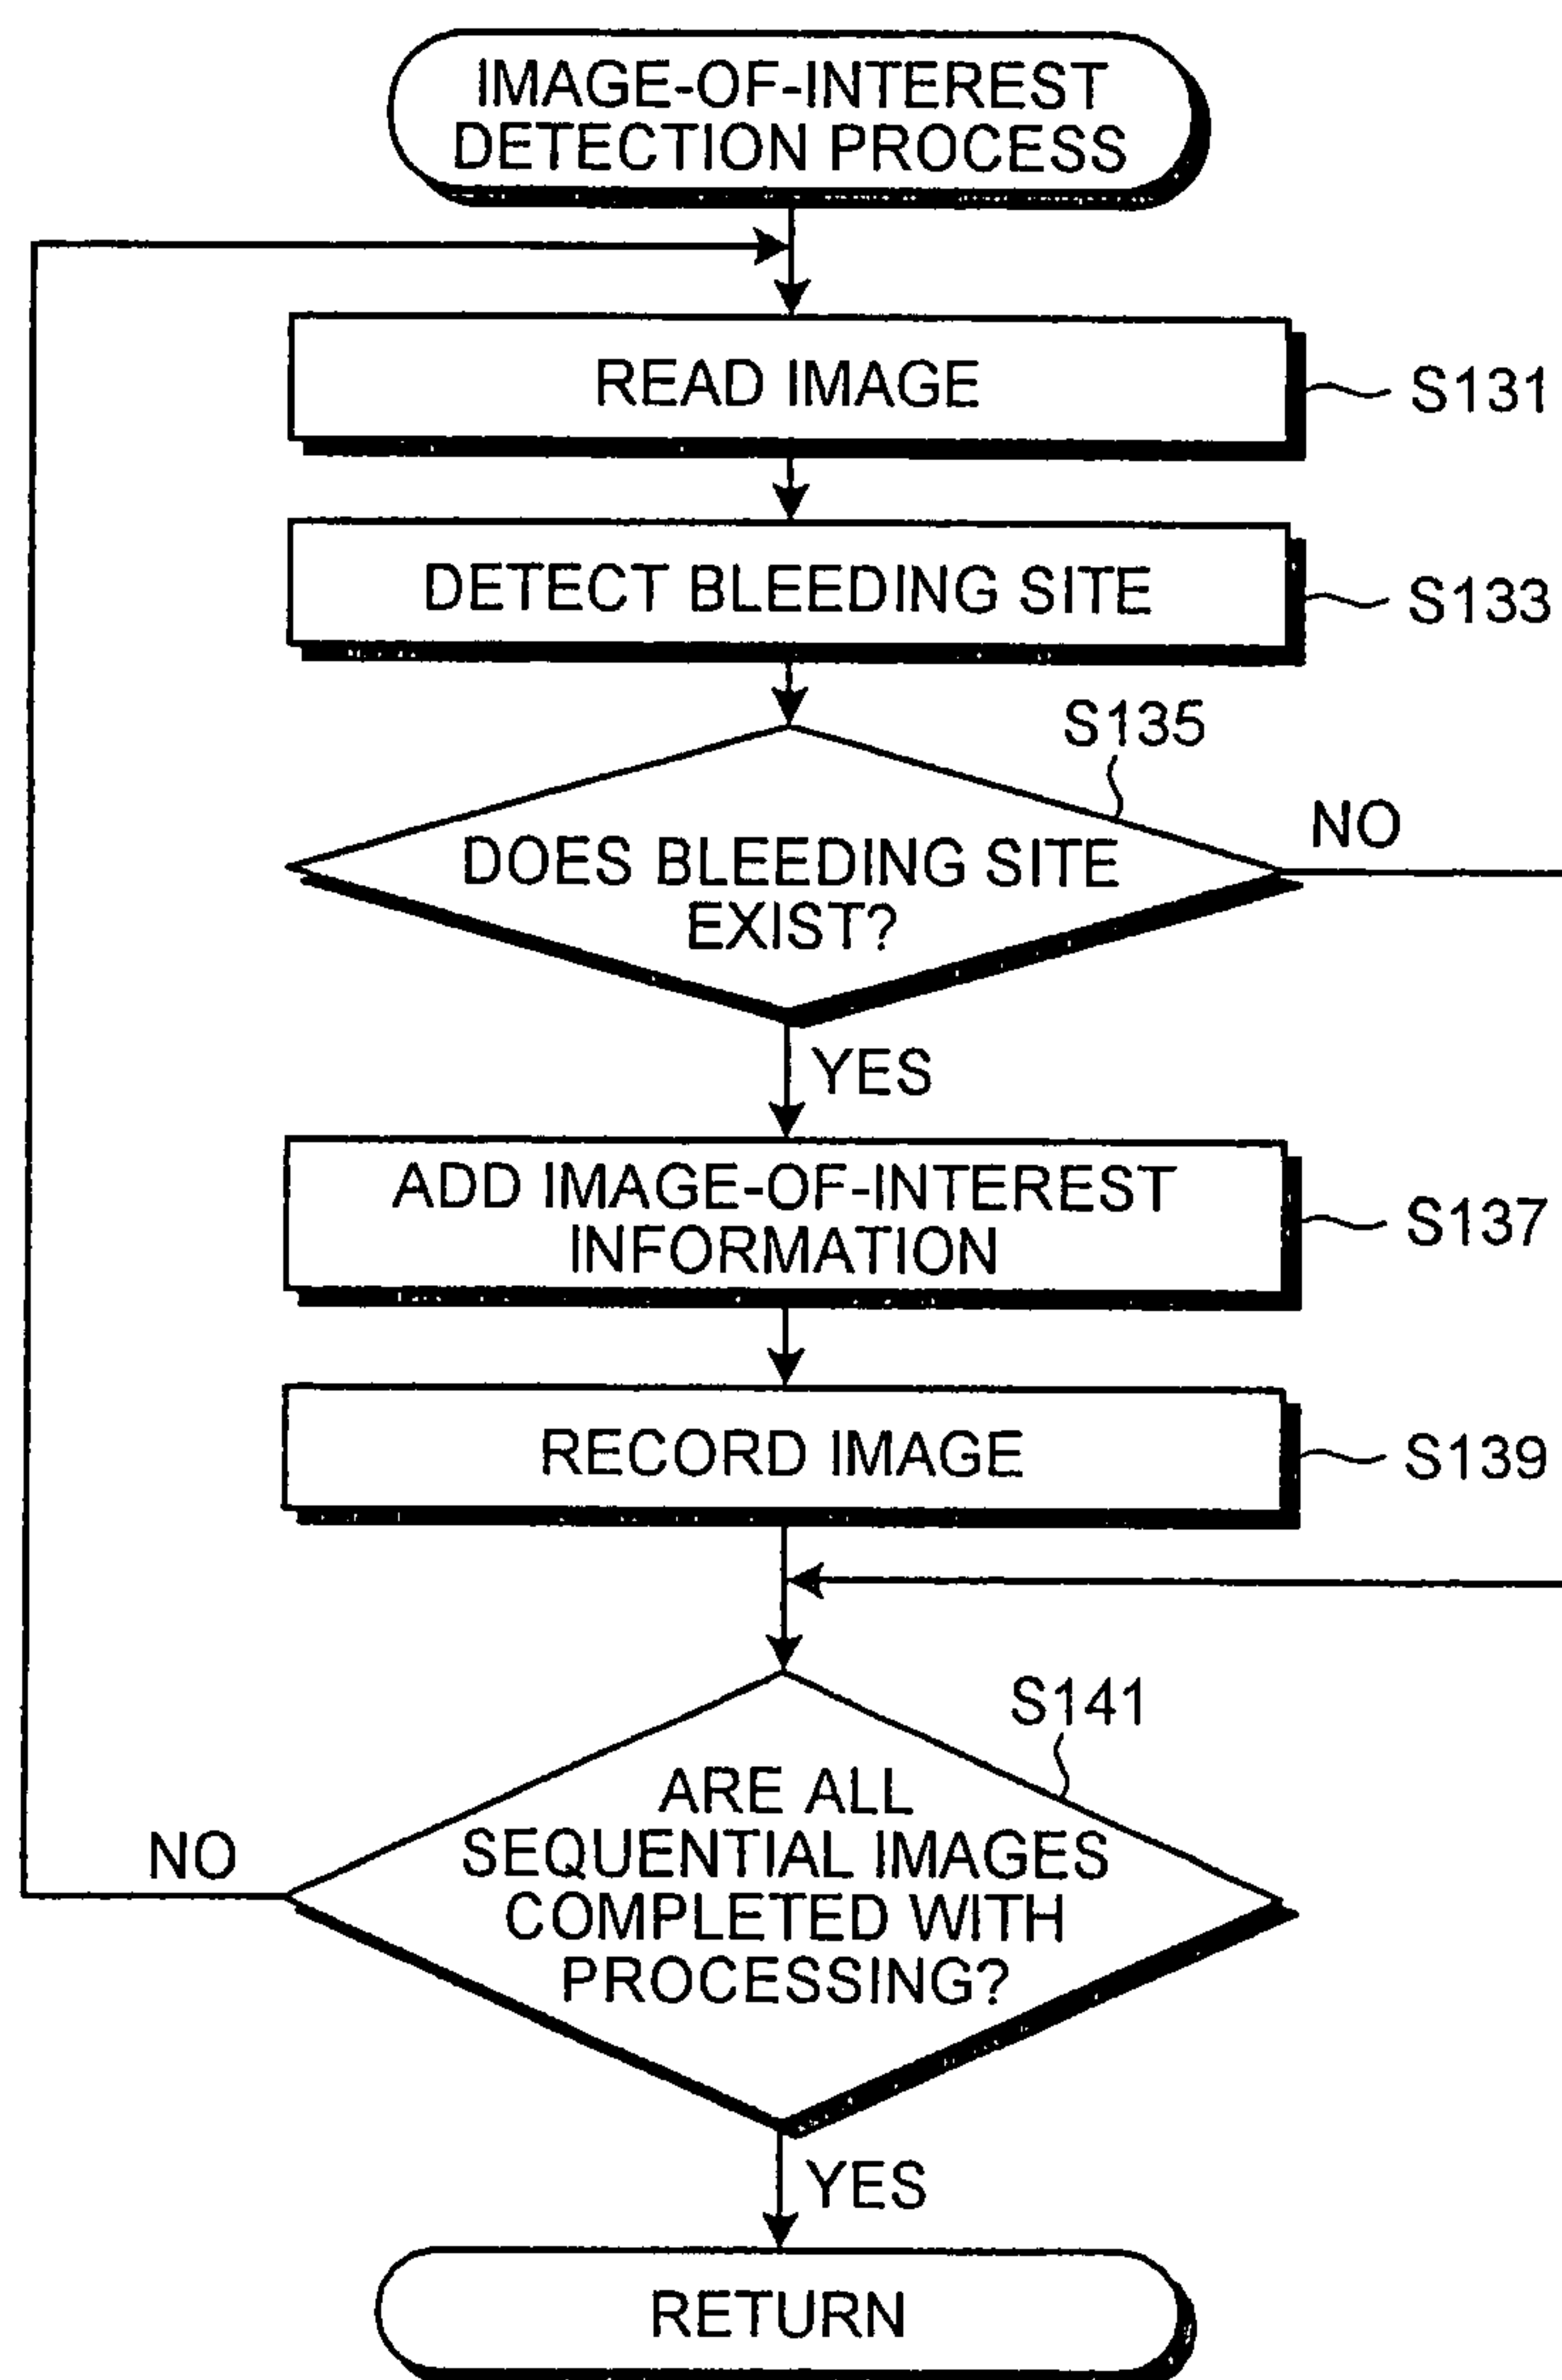 IMAGE-OF-INTEREST
DETECTION PROCESS
READ IMAGE
S131
DETECT BLEEDING SITE
S133
S135
DOES BLEEDING SITE
EXIST?
NO
YES
ADD IMAGE-OF-INTEREST
INFORMATION
S137
RECORD IMAGE
S139
S141
ARE ALL
SEQUENTIAL IMAGES
COMPLETED WITH
PROCESSING?
NO
YES
RETURN